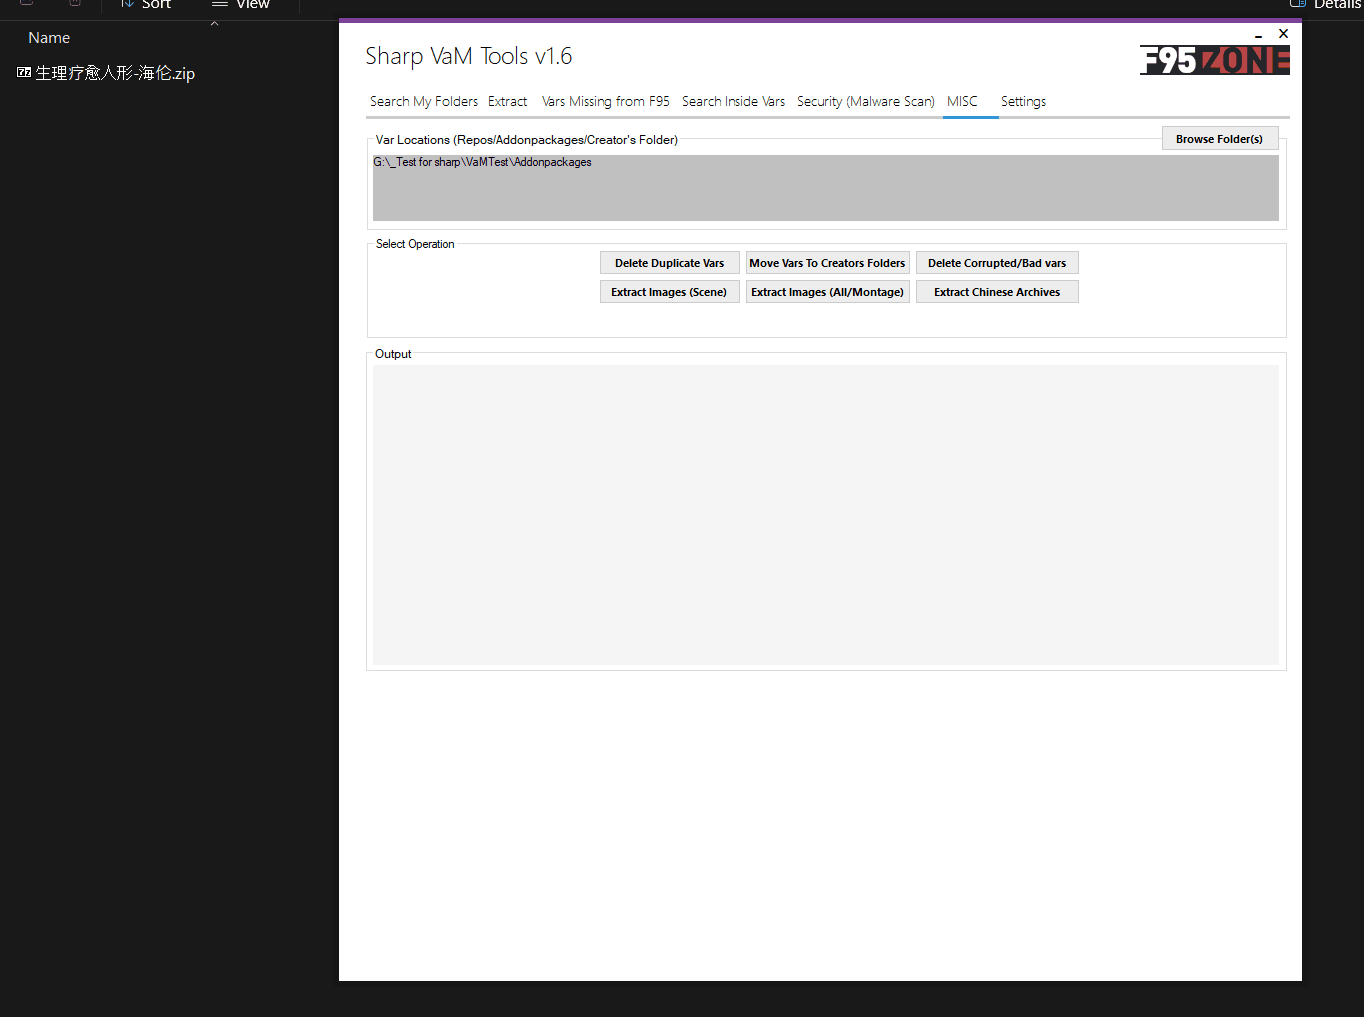 Sort
View
Details
Name
生理疗愈人形-海伦.zip
Sharp VaM Tools v1.6
F95 ZONE
Search My Folders
Extract
Vars Missing from F95
Search Inside Vars
Security (Malware Scan)
MISC
Settings
Var Locations (Repos/Addonpackages/Creator's Folder)
Browse Folder(s)
G:\_Test for sharp\VaMTest\Addonpackages
Select Operation
Delete Duplicate Vars
Move Vars To Creators Folders
Delete Corrupted/Bad vars
Extract Images (Scene)
Extract Images (All/Montage)
Extract Chinese Archives
Output